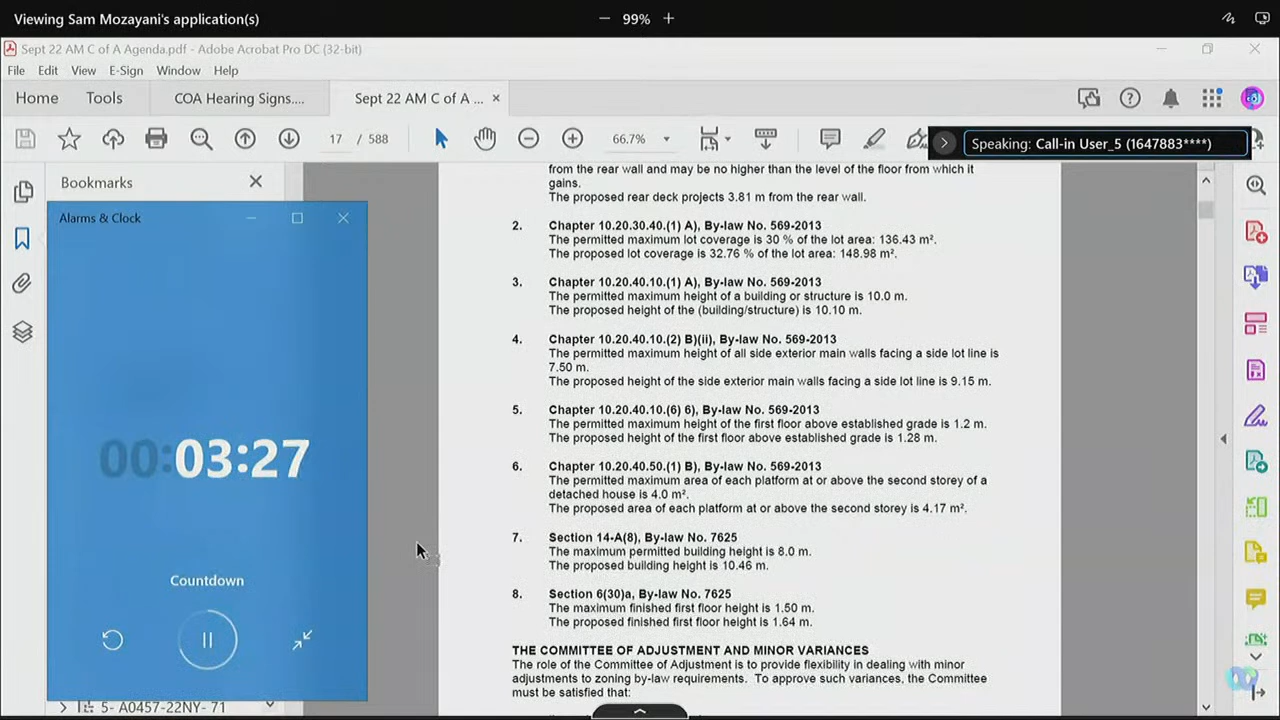 Viewing Sam Mozayani's application(s)
99%
Sept 22 AM C of A Agenda.pdf - Adobe Acrobat Pro DC (32-bit)
File Edit View E-Sign Window Help
Home Tools COA Hearing Signs.... Sept 22 AM C of A ...
17 / 588 66.7%
Speaking: Call-in User_5 (1647883****)
Bookmarks
Alarms & Clock
00:03:27
Countdown
5- A0457-22NY- 71
from the rear wall and may be no higher than the level of the floor from which it
gains.
The proposed rear deck projects 3.81 m from the rear wall.
2. Chapter 10.20.30.40.(1) A), By-law No. 569-2013
The permitted maximum lot coverage is 30 % of the lot area: 136.43 m².
The proposed lot coverage is 32.76 % of the lot area: 148.98 m².
3. Chapter 10.20.40.10.(1) A), By-law No. 569-2013
The permitted maximum height of a building or structure is 10.0 m.
The proposed height of the (building/structure) is 10.10 m.
4. Chapter 10.20.40.10.(2) B)(ii), By-law No. 569-2013
The permitted maximum height of all side exterior main walls facing a side lot line is
7.50 m.
The proposed height of the side exterior main walls facing a side lot line is 9.15 m.
5. Chapter 10.20.40.10.(6) 6), By-law No. 569-2013
The permitted maximum height of the first floor above established grade is 1.2 m.
The proposed height of the first floor above established grade is 1.28 m.
6. Chapter 10.20.40.50.(1) B), By-law No. 569-2013
The permitted maximum area of each platform at or above the second storey of a
detached house is 4.0 m².
The proposed area of each platform at or above the second storey is 4.17 m².
7. Section 14-A(8), By-law No. 7625
The maximum permitted building height is 8.0 m.
The proposed building height is 10.46 m.
8. Section 6(30)a, By-law No. 7625
The maximum finished first floor height is 1.50 m.
The proposed finished first floor height is 1.64 m.
THE COMMITTEE OF ADJUSTMENT AND MINOR VARIANCES
The role of the Committee of Adjustment is to provide flexibility in dealing with minor
adjustments to zoning by-law requirements. To approve such variances, the Committee
must be satisfied that: